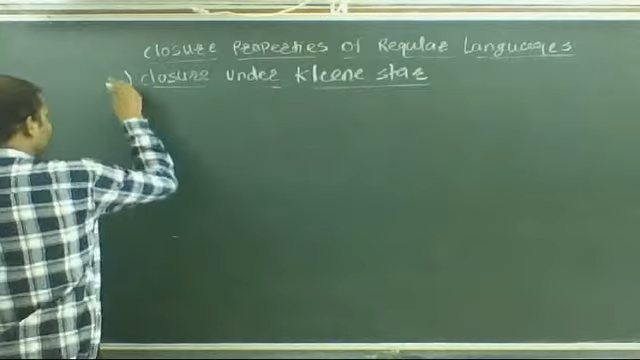 closure Properties of Regular Languages
) closure under kleene star